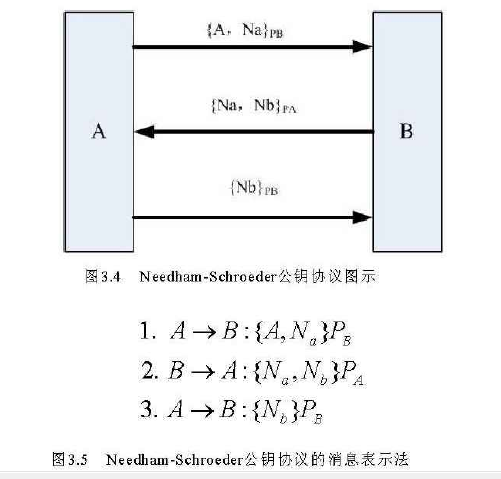 {A, Na}PB
{Na, Nb}PA
A
B
{Nb}PB
图3.4 Needham-Schroeder公钥协议图示
1. A → B : {A, Na}PB
2. B → A : {Na, Nb}PA
3. A → B : {Nb}PB
图3.5 Needham-Schroeder公钥协议的消息表示法